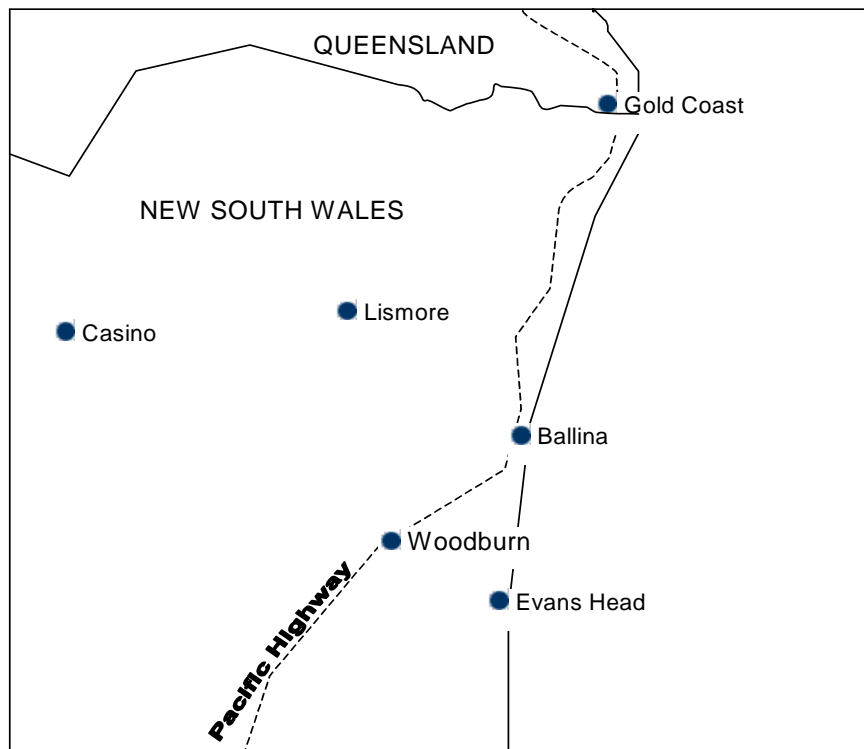 QUEENSLAND
Gold Coast
NEW SOUTH WALES
Lismore
Casino
Ballina
Woodburn
Evans Head
Pacific Highway